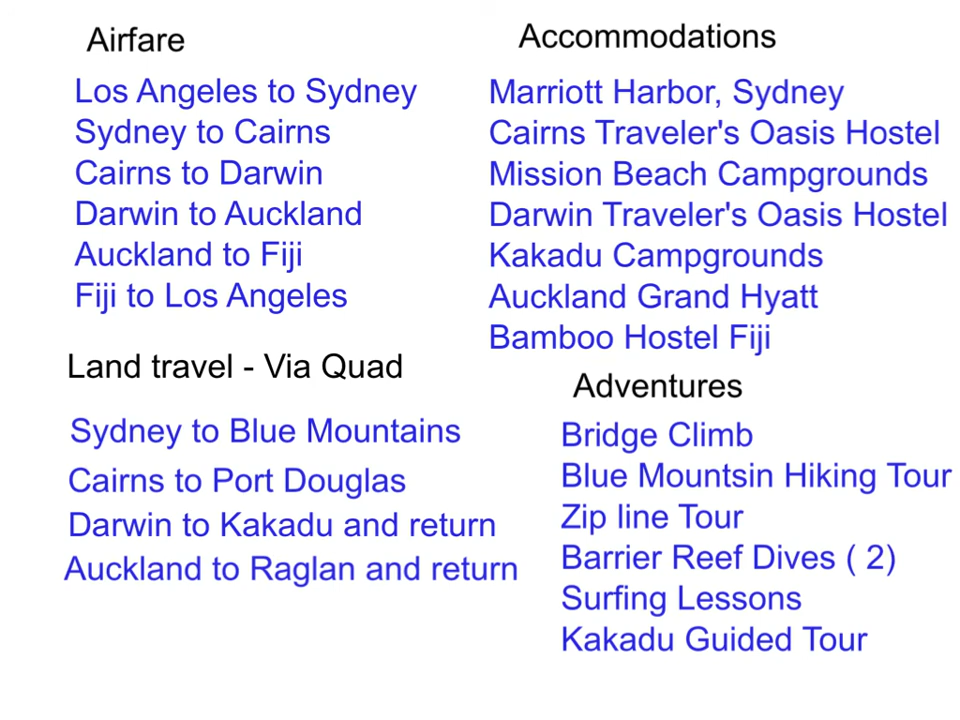 Airfare
Los Angeles to Sydney
Sydney to Cairns
Cairns to Darwin
Darwin to Auckland
Auckland to Fiji
Fiji to Los Angeles
Land travel - Via Quad
Sydney to Blue Mountains
Cairns to Port Douglas
Darwin to Kakadu and return
Auckland to Raglan and return
Accommodations
Marriott Harbor, Sydney
Cairns Traveler's Oasis Hostel
Mission Beach Campgrounds
Darwin Traveler's Oasis Hostel
Kakadu Campgrounds
Auckland Grand Hyatt
Bamboo Hostel Fiji
Adventures
Bridge Climb
Blue Mountsin Hiking Tour
Zip line Tour
Barrier Reef Dives ( 2)
Surfing Lessons
Kakadu Guided Tour